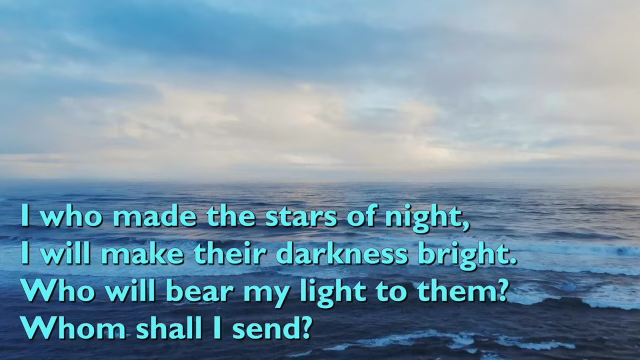 I who made the stars of night,
I will make their darkness bright.
Who will bear my light to them?
Whom shall I send?